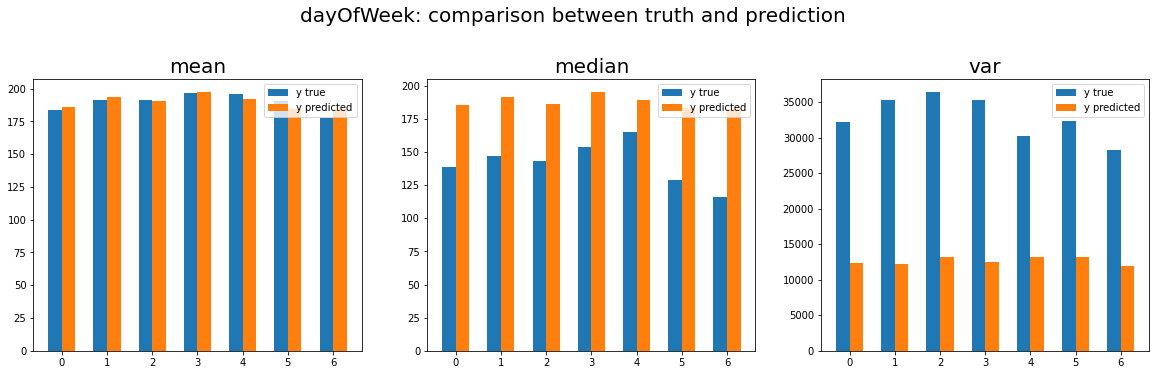 dayOfWeek: comparison between truth and prediction
mean
200
175
150
125
100
75
50
25
0
0 1 2 3 4 5 6
y true
y predicted
median
200
175
150
125
100
75
50
25
0
0 1 2 3 4 5 6
y true
y predicted
var
35000
30000
25000
20000
15000
10000
5000
0
0 1 2 3 4 5 6
y true
y predicted